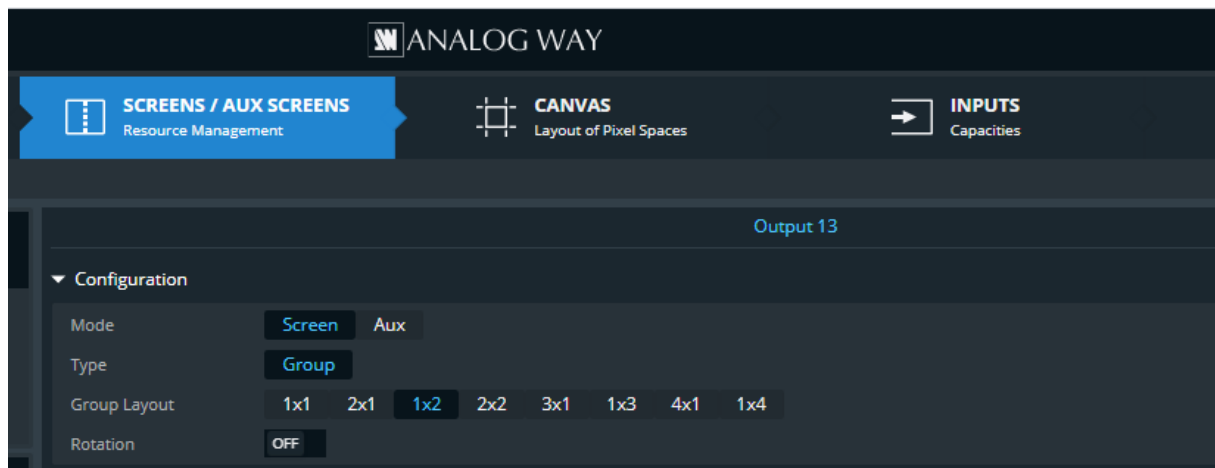 ANALOG WAY
SCREENS / AUX SCREENS
Resource Management
CANVAS
Layout of Pixel Spaces
INPUTS
Capacities
Output 13
Configuration
Mode Screen Aux
Type Group
Group Layout 1x1 2x1 1x2 2x2 3x1 1x3 4x1 1x4
Rotation OFF